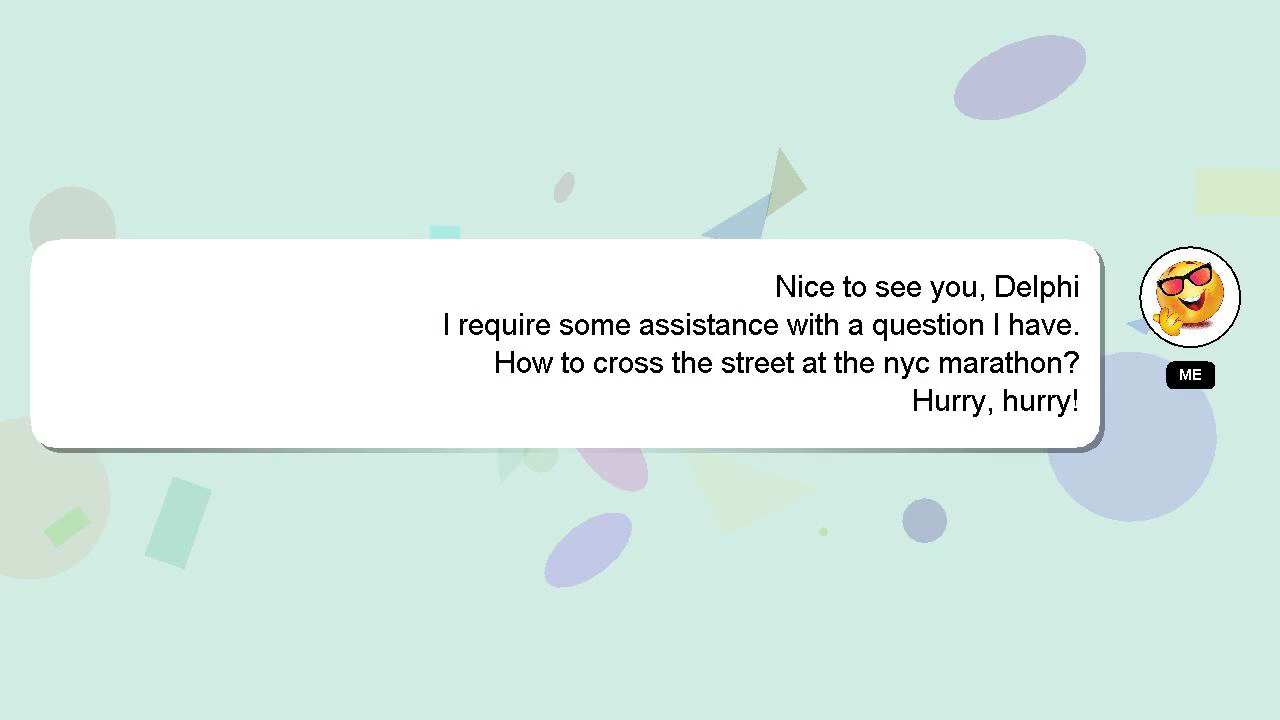 Nice to see you, Delphi
I require some assistance with a question I have.
How to cross the street at the nyc marathon?
Hurry, hurry!
ME